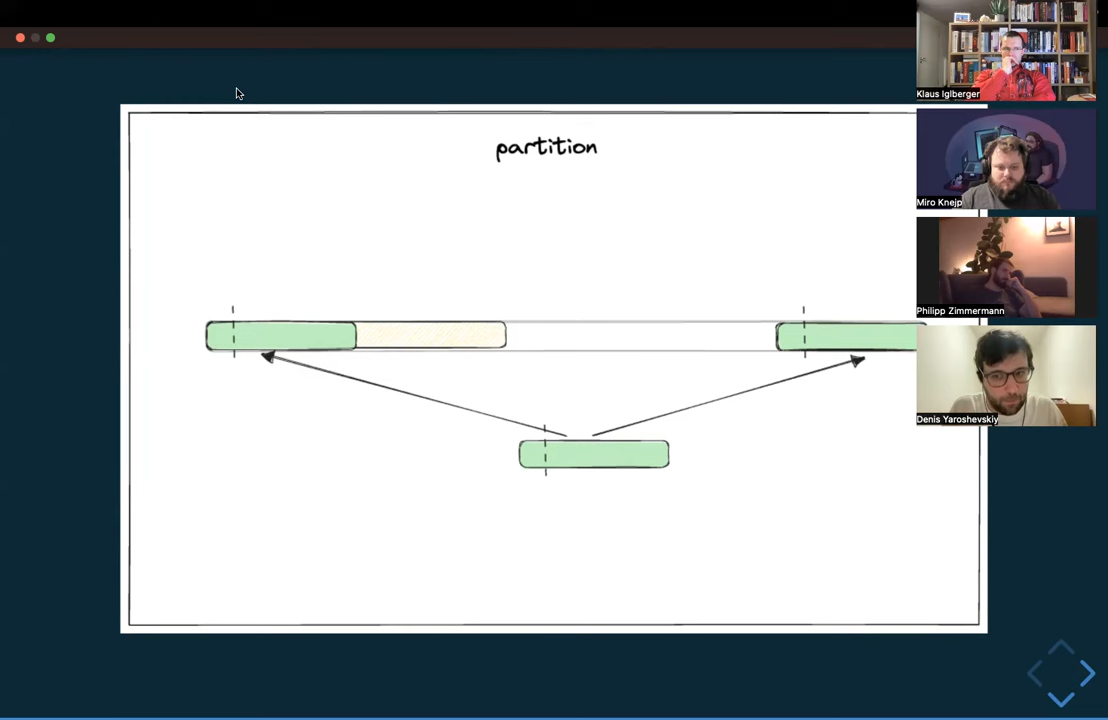 partition
Klaus Iglberger
Miro Knejp
Philipp Zimmermann
Denis Yaroshevskiy